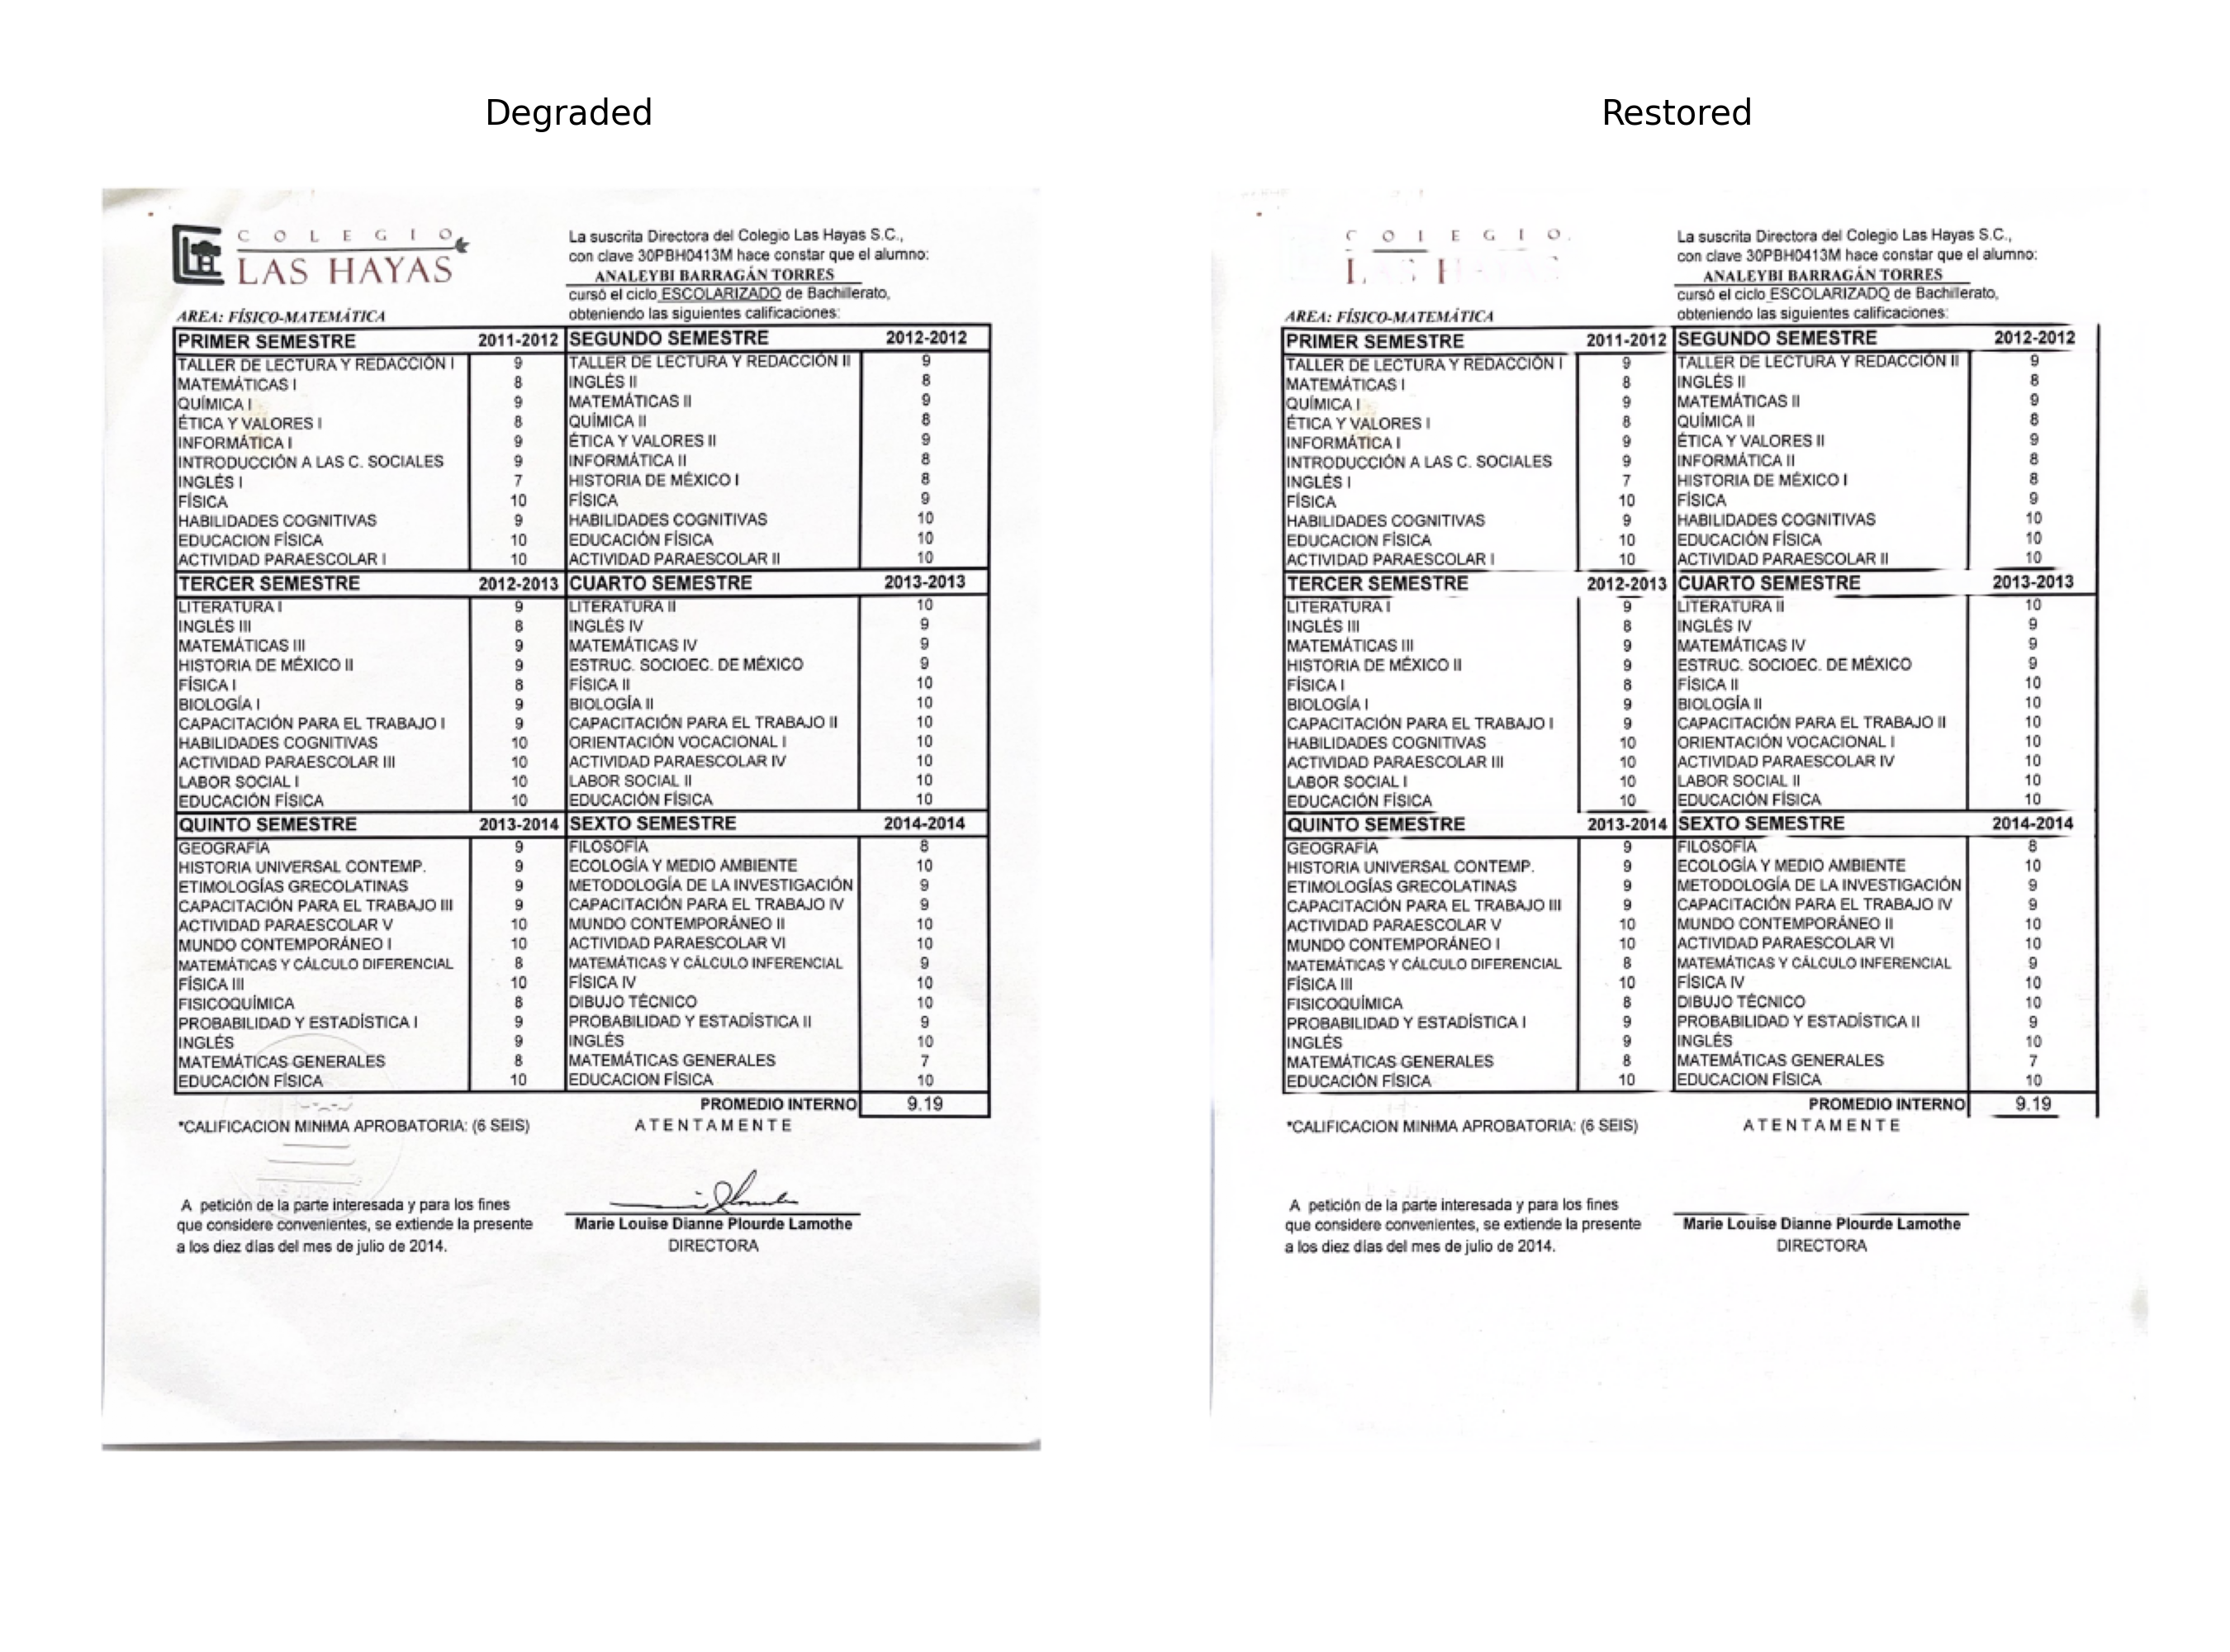 Degraded
C O L E G I O
LAS HAYAS
La suscrita Directora del Colegio Las Hayas S.C.,
con clave 30PBH0413M hace constar que el alumno:
ANALEYBI BARRAGÁN TORRES
cursó el ciclo ESCOLARIZADO de Bachillerato,
obteniendo las siguientes calificaciones:
AREA: FÍSICO-MATEMÁTICA
PRIMER SEMESTRE 2011-2012 SEGUNDO SEMESTRE 2012-2012
TALLER DE LECTURA Y REDACCIÓN I 9 TALLER DE LECTURA Y REDACCIÓN II 9
MATEMÁTICAS I 8 INGLÉS II 8
QUÍMICA I 9 MATEMÁTICAS II 9
ÉTICA Y VALORES I 8 QUÍMICA II 8
INFORMÁTICA I 9 ÉTICA Y VALORES II 9
INTRODUCCIÓN A LAS C. SOCIALES 9 INFORMÁTICA II 8
INGLÉS I 7 HISTORIA DE MÉXICO I 8
FÍSICA 10 FÍSICA 9
HABILIDADES COGNITIVAS 9 HABILIDADES COGNITIVAS 10
EDUCACION FÍSICA 10 EDUCACIÓN FÍSICA 10
ACTIVIDAD PARAESCOLAR I 10 ACTIVIDAD PARAESCOLAR II 10
TERCER SEMESTRE 2012-2013 CUARTO SEMESTRE 2013-2013
LITERATURA I 9 LITERATURA II 10
INGLÉS III 8 INGLÉS IV 9
MATEMÁTICAS III 9 MATEMÁTICAS IV 9
HISTORIA DE MÉXICO II 9 ESTRUC. SOCIOEC. DE MÉXICO 9
FÍSICA I 8 FÍSICA II 10
BIOLOGÍA I 9 BIOLOGÍA II 10
CAPACITACIÓN PARA EL TRABAJO I 9 CAPACITACIÓN PARA EL TRABAJO II 10
HABILIDADES COGNITIVAS 10 ORIENTACIÓN VOCACIONAL I 10
ACTIVIDAD PARAESCOLAR III 10 ACTIVIDAD PARAESCOLAR IV 10
LABOR SOCIAL I 10 LABOR SOCIAL II 10
EDUCACIÓN FÍSICA 10 EDUCACIÓN FÍSICA 10
QUINTO SEMESTRE 2013-2014 SEXTO SEMESTRE 2014-2014
GEOGRAFÍA 9 FILOSOFÍA 8
HISTORIA UNIVERSAL CONTEMP. 9 ECOLOGÍA Y MEDIO AMBIENTE 10
ETIMOLOGÍAS GRECOLATINAS 9 METODOLOGÍA DE LA INVESTIGACIÓN 9
CAPACITACIÓN PARA EL TRABAJO III 9 CAPACITACIÓN PARA EL TRABAJO IV 9
ACTIVIDAD PARAESCOLAR V 10 MUNDO CONTEMPORÁNEO II 10
MUNDO CONTEMPORÁNEO I 10 ACTIVIDAD PARAESCOLAR VI 10
MATEMÁTICAS Y CÁLCULO DIFERENCIAL 8 MATEMÁTICAS Y CÁLCULO INFERENCIAL 9
FÍSICA III 10 FÍSICA IV 10
FISICOQUÍMICA 8 DIBUJO TÉCNICO 10
PROBABILIDAD Y ESTADÍSTICA I 9 PROBABILIDAD Y ESTADÍSTICA II 9
INGLÉS 9 INGLÉS 10
MATEMÁTICAS GENERALES 8 MATEMÁTICAS GENERALES 7
EDUCACIÓN FÍSICA 10 EDUCACION FÍSICA 10
PROMEDIO INTERNO 9.19
*CALIFICACION MINIMA APROBATORIA: (6 SEIS) A T E N T A M E N T E
A petición de la parte interesada y para los fines
que considere convenientes, se extiende la presente
a los diez días del mes de julio de 2014.
Marie Louise Dianne Plourde Lamothe
DIRECTORA
Restored
La suscrita Directora del Colegio Las Hayas S.C.,
con clave 30PBH0413M hace constar que el alumno:
ANALEYBI BARRAGÁN TORRES
cursó el ciclo ESCOLARIZADO de Bachillerato,
obteniendo las siguientes calificaciones:
AREA: FÍSICO-MATEMÁTICA
PRIMER SEMESTRE 2011-2012 SEGUNDO SEMESTRE 2012-2012
TALLER DE LECTURA Y REDACCIÓN I 9 TALLER DE LECTURA Y REDACCIÓN II 9
MATEMÁTICAS I 8 INGLÉS II 8
QUÍMICA I 9 MATEMÁTICAS II 9
ÉTICA Y VALORES I 8 QUÍMICA II 8
INFORMÁTICA I 9 ÉTICA Y VALORES II 9
INTRODUCCIÓN A LAS C. SOCIALES 9 INFORMÁTICA II 8
INGLÉS I 7 HISTORIA DE MÉXICO I 8
FÍSICA 10 FÍSICA 9
HABILIDADES COGNITIVAS 9 HABILIDADES COGNITIVAS 10
EDUCACION FÍSICA 10 EDUCACIÓN FÍSICA 10
ACTIVIDAD PARAESCOLAR I 10 ACTIVIDAD PARAESCOLAR II 10
TERCER SEMESTRE 2012-2013 CUARTO SEMESTRE 2013-2013
LITERATURA I 9 LITERATURA II 10
INGLÉS III 8 INGLÉS IV 9
MATEMÁTICAS III 9 MATEMÁTICAS IV 9
HISTORIA DE MÉXICO II 9 ESTRUC. SOCIOEC. DE MÉXICO 9
FÍSICA I 8 FÍSICA II 10
BIOLOGÍA I 9 BIOLOGÍA II 10
CAPACITACIÓN PARA EL TRABAJO I 9 CAPACITACIÓN PARA EL TRABAJO II 10
HABILIDADES COGNITIVAS 10 ORIENTACIÓN VOCACIONAL I 10
ACTIVIDAD PARAESCOLAR III 10 ACTIVIDAD PARAESCOLAR IV 10
LABOR SOCIAL I 10 LABOR SOCIAL II 10
EDUCACIÓN FÍSICA 10 EDUCACIÓN FÍSICA 10
QUINTO SEMESTRE 2013-2014 SEXTO SEMESTRE 2014-2014
GEOGRAFÍA 9 FILOSOFÍA 8
HISTORIA UNIVERSAL CONTEMP. 9 ECOLOGÍA Y MEDIO AMBIENTE 10
ETIMOLOGÍAS GRECOLATINAS 9 METODOLOGÍA DE LA INVESTIGACIÓN 9
CAPACITACIÓN PARA EL TRABAJO III 9 CAPACITACIÓN PARA EL TRABAJO IV 9
ACTIVIDAD PARAESCOLAR V 10 MUNDO CONTEMPORÁNEO II 10
MUNDO CONTEMPORÁNEO I 10 ACTIVIDAD PARAESCOLAR VI 10
MATEMÁTICAS Y CÁLCULO DIFERENCIAL 8 MATEMÁTICAS Y CÁLCULO INFERENCIAL 9
FÍSICA III 10 FÍSICA IV 10
FISICOQUÍMICA 8 DIBUJO TÉCNICO 10
PROBABILIDAD Y ESTADÍSTICA I 9 PROBABILIDAD Y ESTADÍSTICA II 9
INGLÉS 9 INGLÉS 10
MATEMÁTICAS GENERALES 8 MATEMÁTICAS GENERALES 7
EDUCACIÓN FÍSICA 10 EDUCACION FÍSICA 10
PROMEDIO INTERNO 9.19
*CALIFICACION MINIMA APROBATORIA: (6 SEIS) A T E N T A M E N T E
A petición de la parte interesada y para los fines
que considere convenientes, se extiende la presente
a los diez días del mes de julio de 2014.
Marie Louise Dianne Plourde Lamothe
DIRECTORA